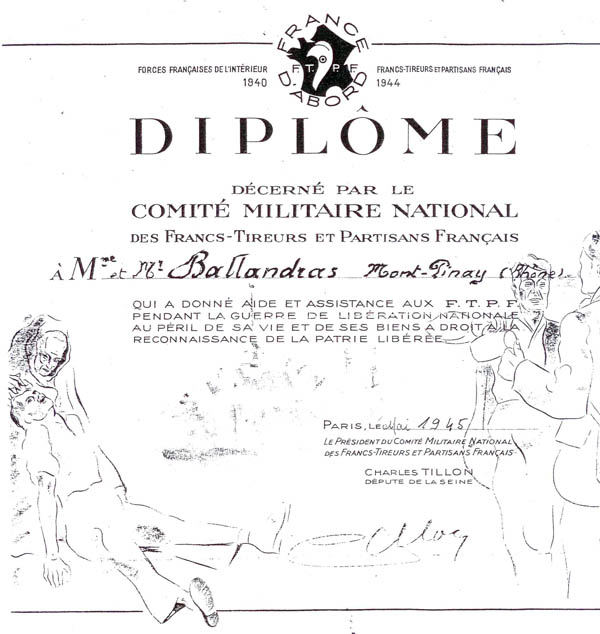 FRANCE
FORCES FRANÇAISES DE L'INTÉRIEUR
F. T. P. F.
FRANCS-TIREURS ET PARTISANS FRANÇAIS
1940
D'ABORD
1944
DIPLÔME
DÉCERNÉ PAR LE
COMITÉ MILITAIRE NATIONAL
DES FRANCS-TIREURS ET PARTISANS FRANÇAIS
À Mme et Mr Ballandras Mont-Pinay (Rhône).
QUI A DONNÉ AIDE ET ASSISTANCE AUX F.T.P.F.
PENDANT LA GUERRE DE LIBÉRATION NATIONALE
AU PÉRIL DE SA VIE ET DE SES BIENS A DROIT A LA
RECONNAISSANCE DE LA PATRIE LIBÉRÉE
PARIS, LE Mai 1945
LE PRÉSIDENT DU COMITÉ MILITAIRE NATIONAL
DES FRANCS-TIREURS ET PARTISANS FRANÇAIS
CHARLES TILLON
DÉPUTÉ DE LA SEINE